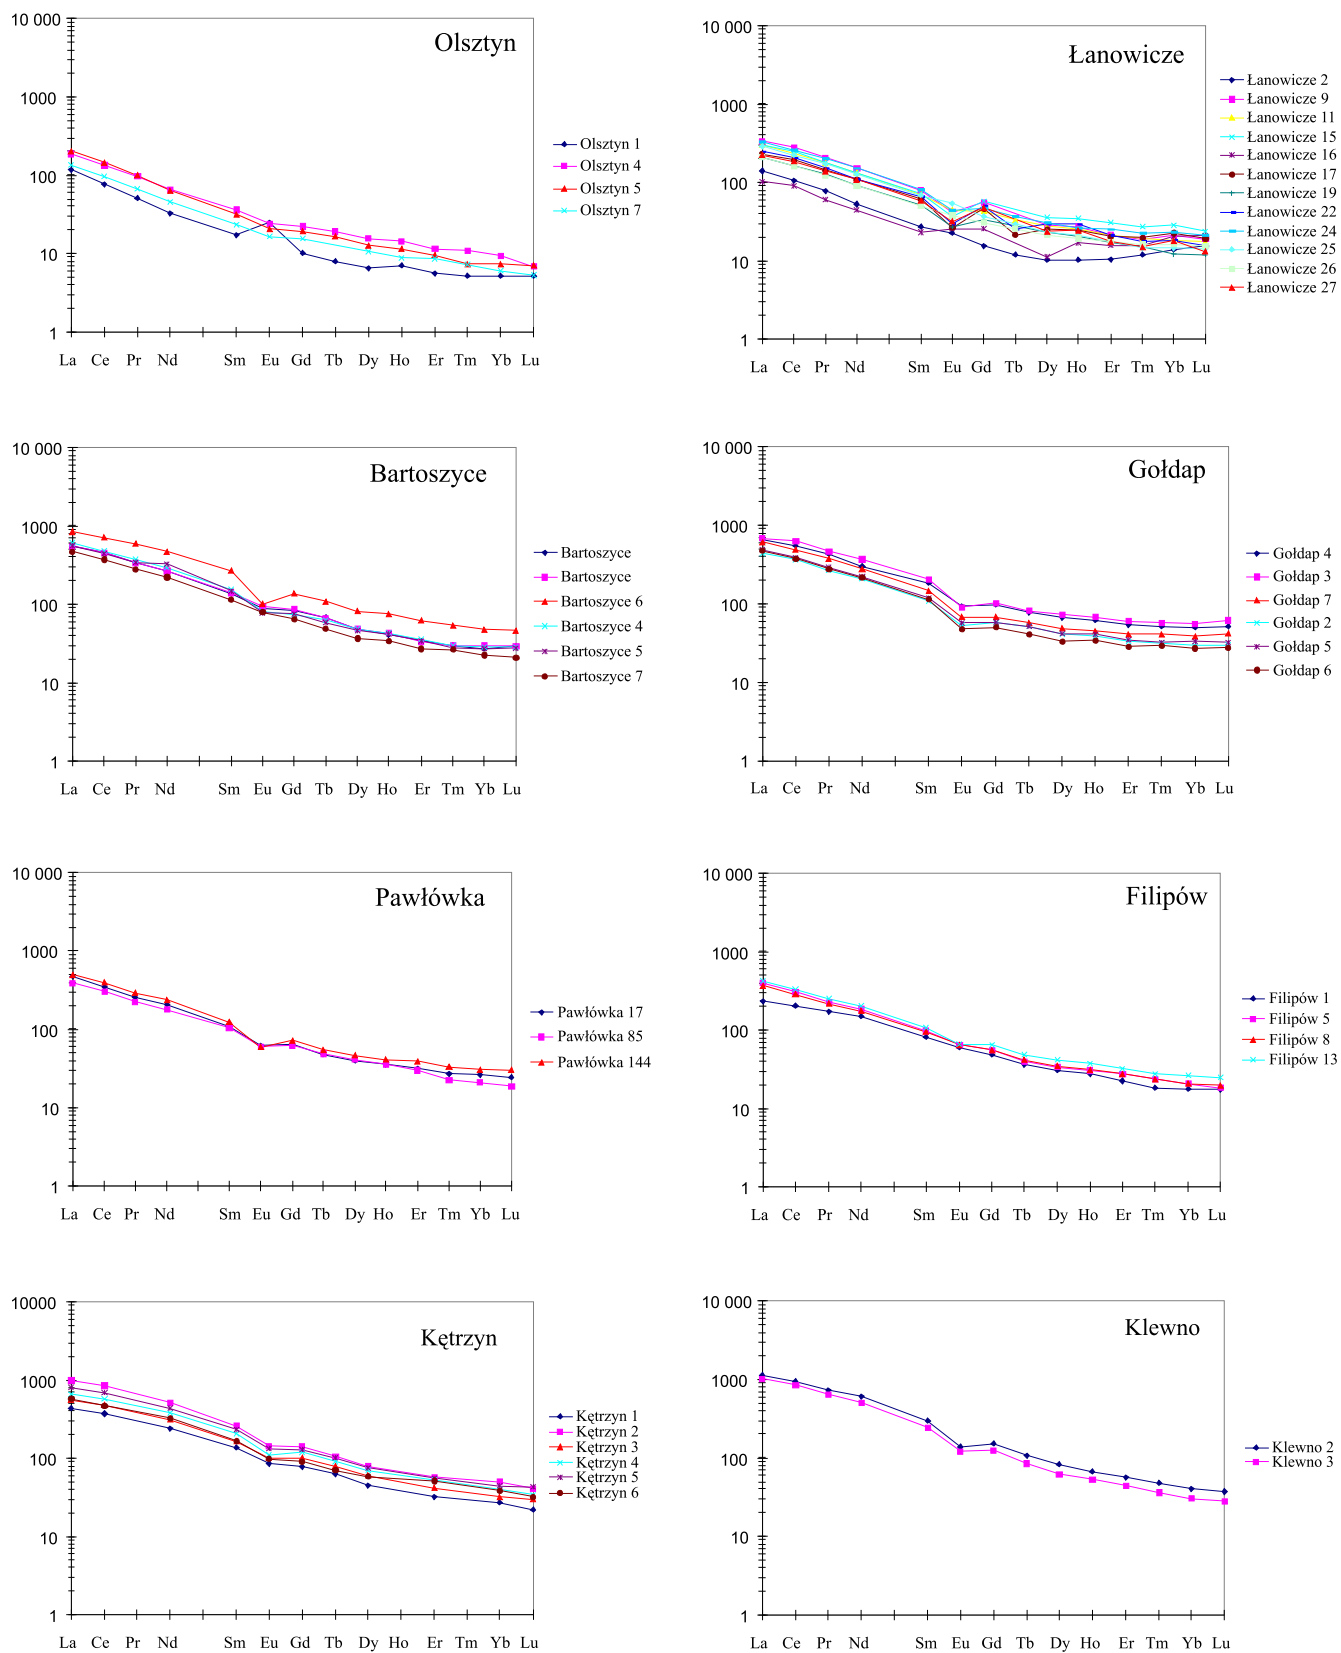 Olsztyn
10 000
1000
100
10
1
La Ce Pr Nd Sm Eu Gd Tb Dy Ho Er Tm Yb Lu
Olsztyn 1
Olsztyn 4
Olsztyn 5
Olsztyn 7
Łanowicze
10 000
1000
100
10
1
La Ce Pr Nd Sm Eu Gd Tb Dy Ho Er Tm Yb Lu
Łanowicze 2
Łanowicze 9
Łanowicze 11
Łanowicze 15
Łanowicze 16
Łanowicze 17
Łanowicze 19
Łanowicze 22
Łanowicze 24
Łanowicze 25
Łanowicze 26
Łanowicze 27
Bartoszyce
10 000
1000
100
10
1
La Ce Pr Nd Sm Eu Gd Tb Dy Ho Er Tm Yb Lu
Bartoszyce
Bartoszyce
Bartoszyce 6
Bartoszyce 4
Bartoszyce 5
Bartoszyce 7
Gołdap
10 000
1000
100
10
1
La Ce Pr Nd Sm Eu Gd Tb Dy Ho Er Tm Yb Lu
Gołdap 4
Gołdap 3
Gołdap 7
Gołdap 2
Gołdap 5
Gołdap 6
Pawłówka
10 000
1000
100
10
1
La Ce Pr Nd Sm Eu Gd Tb Dy Ho Er Tm Yb Lu
Pawłówka 17
Pawłówka 85
Pawłówka 144
Filipów
10 000
1000
100
10
1
La Ce Pr Nd Sm Eu Gd Tb Dy Ho Er Tm Yb Lu
Filipów 1
Filipów 5
Filipów 8
Filipów 13
Kętrzyn
10000
1000
100
10
1
La Ce Pr Nd Sm Eu Gd Tb Dy Ho Er Tm Yb Lu
Kętrzyn 1
Kętrzyn 2
Kętrzyn 3
Kętrzyn 4
Kętrzyn 5
Kętrzyn 6
Klewno
10 000
1000
100
10
1
La Ce Pr Nd Sm Eu Gd Tb Dy Ho Er Tm Yb Lu
Klewno 2
Klewno 3